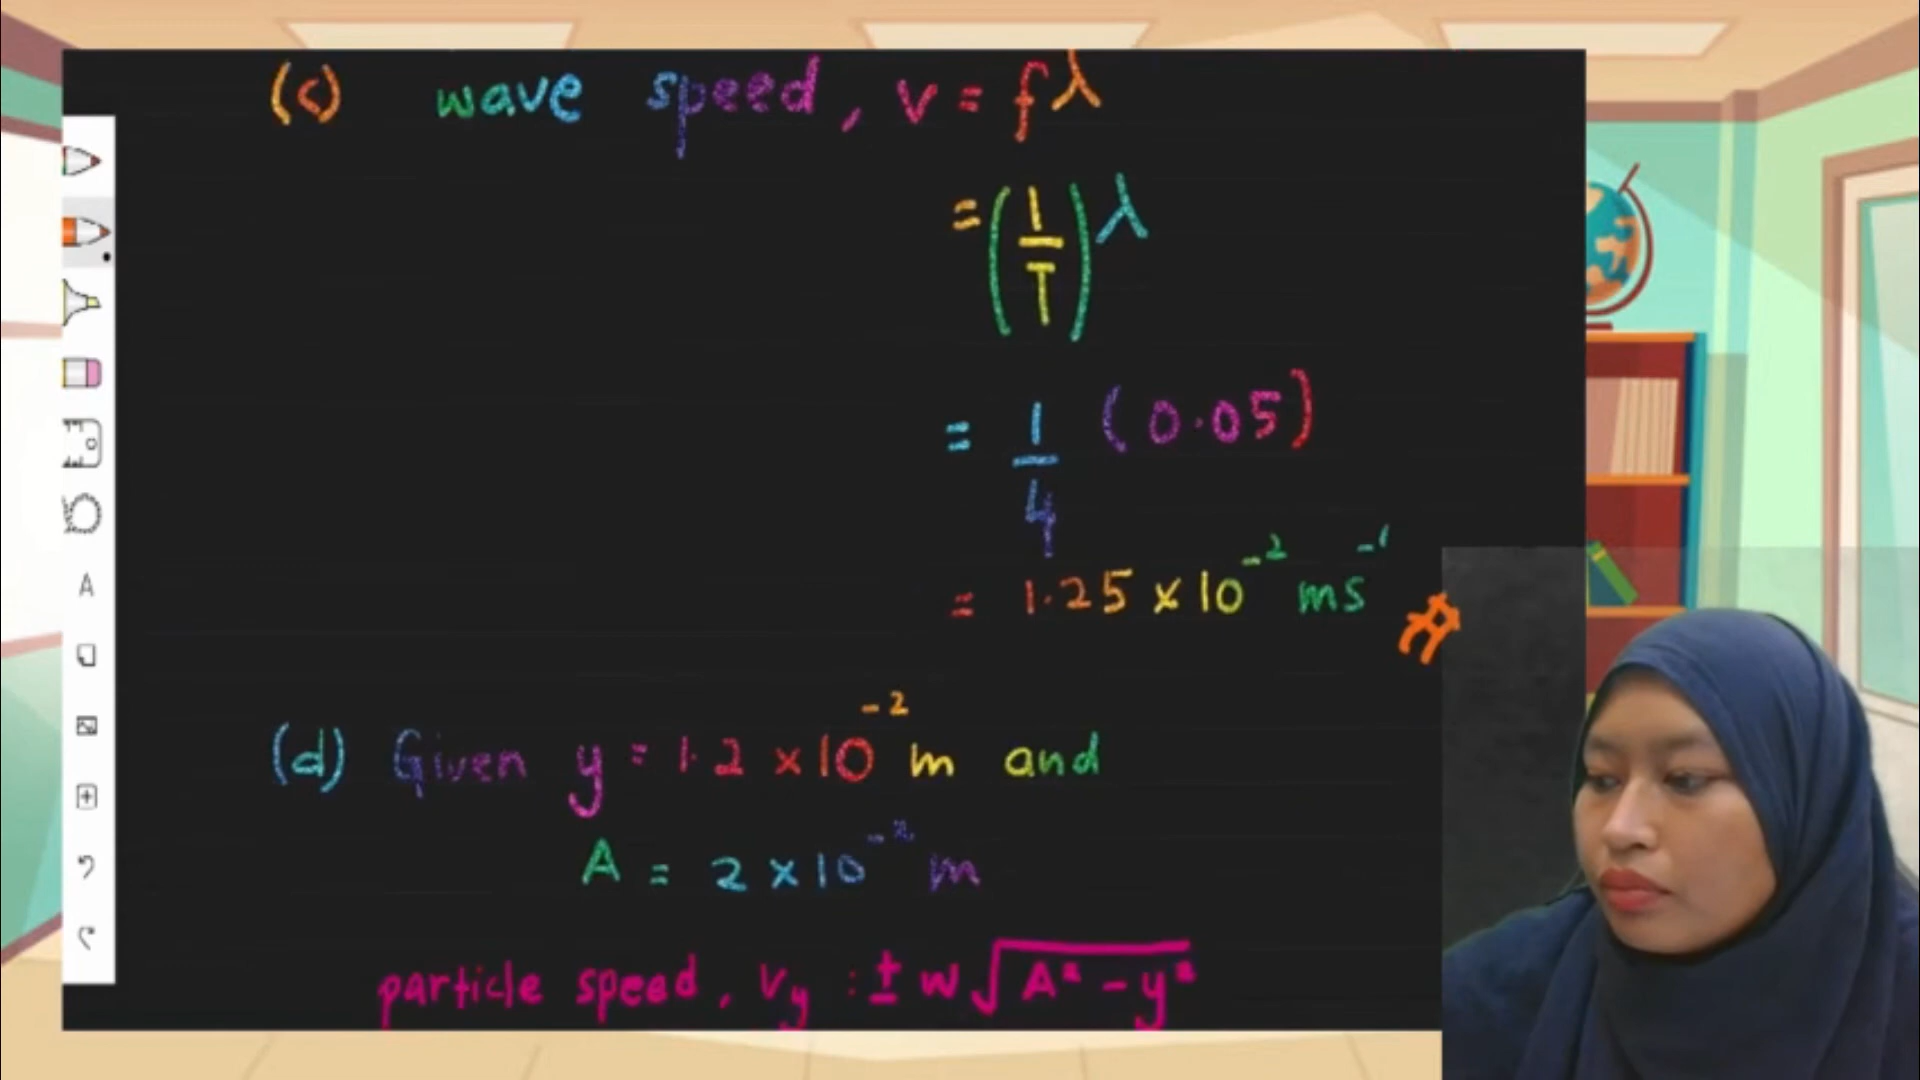 (c) wave speed, v = fλ
= (1/T) λ
= 1/4 (0.05)
= 1.25 × 10⁻² ms⁻¹ #
(d) Given y = 1.2 × 10⁻² m and
A = 2 × 10⁻² m
particle speed, Vy : ± w√(A² - y²)
A